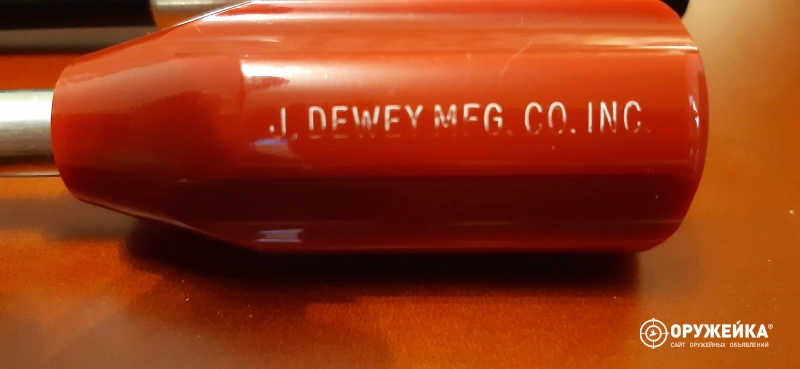 J. DEWEY MFG. CO. INC.
ОРУЖЕЙКА®
САЙТ ОРУЖЕЙНЫХ ОБЪЯВЛЕНИЙ